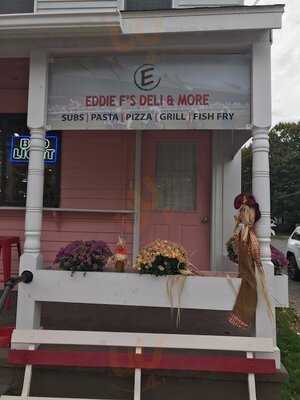 E
EDDIE F'S DELI & MORE
SUBS | PASTA | PIZZA | GRILL | FISH FRY
BUD
LIGHT